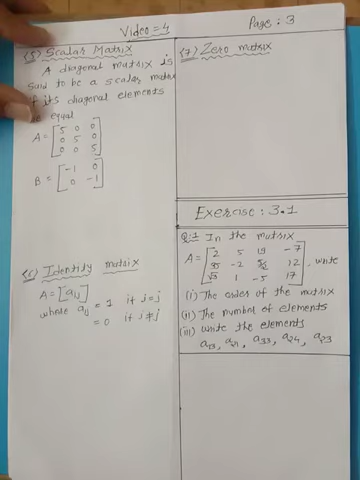 Video = 4
Page : 3
(5) Scalar Matrix
A diagonal matrix is
said to be a scalar matrix
if its diagonal elements
are equal
A = [5 0 0
0 5 0
0 0 5]
B = [-1 0
0 -1]
(6) Identity matrix
A = [aij]
where aij = 1 if i=j
= 0 if i≠j
(7) Zero matrix
Exercise : 3.1
Q:1 In the matrix
A = [2 5 19 -7
35 -2 5/2 12
√3 1 -5 17], write
(i) The order of the matrix
(ii) The number of elements
(iii) write the elements
a13, a21, a33, a24, a23